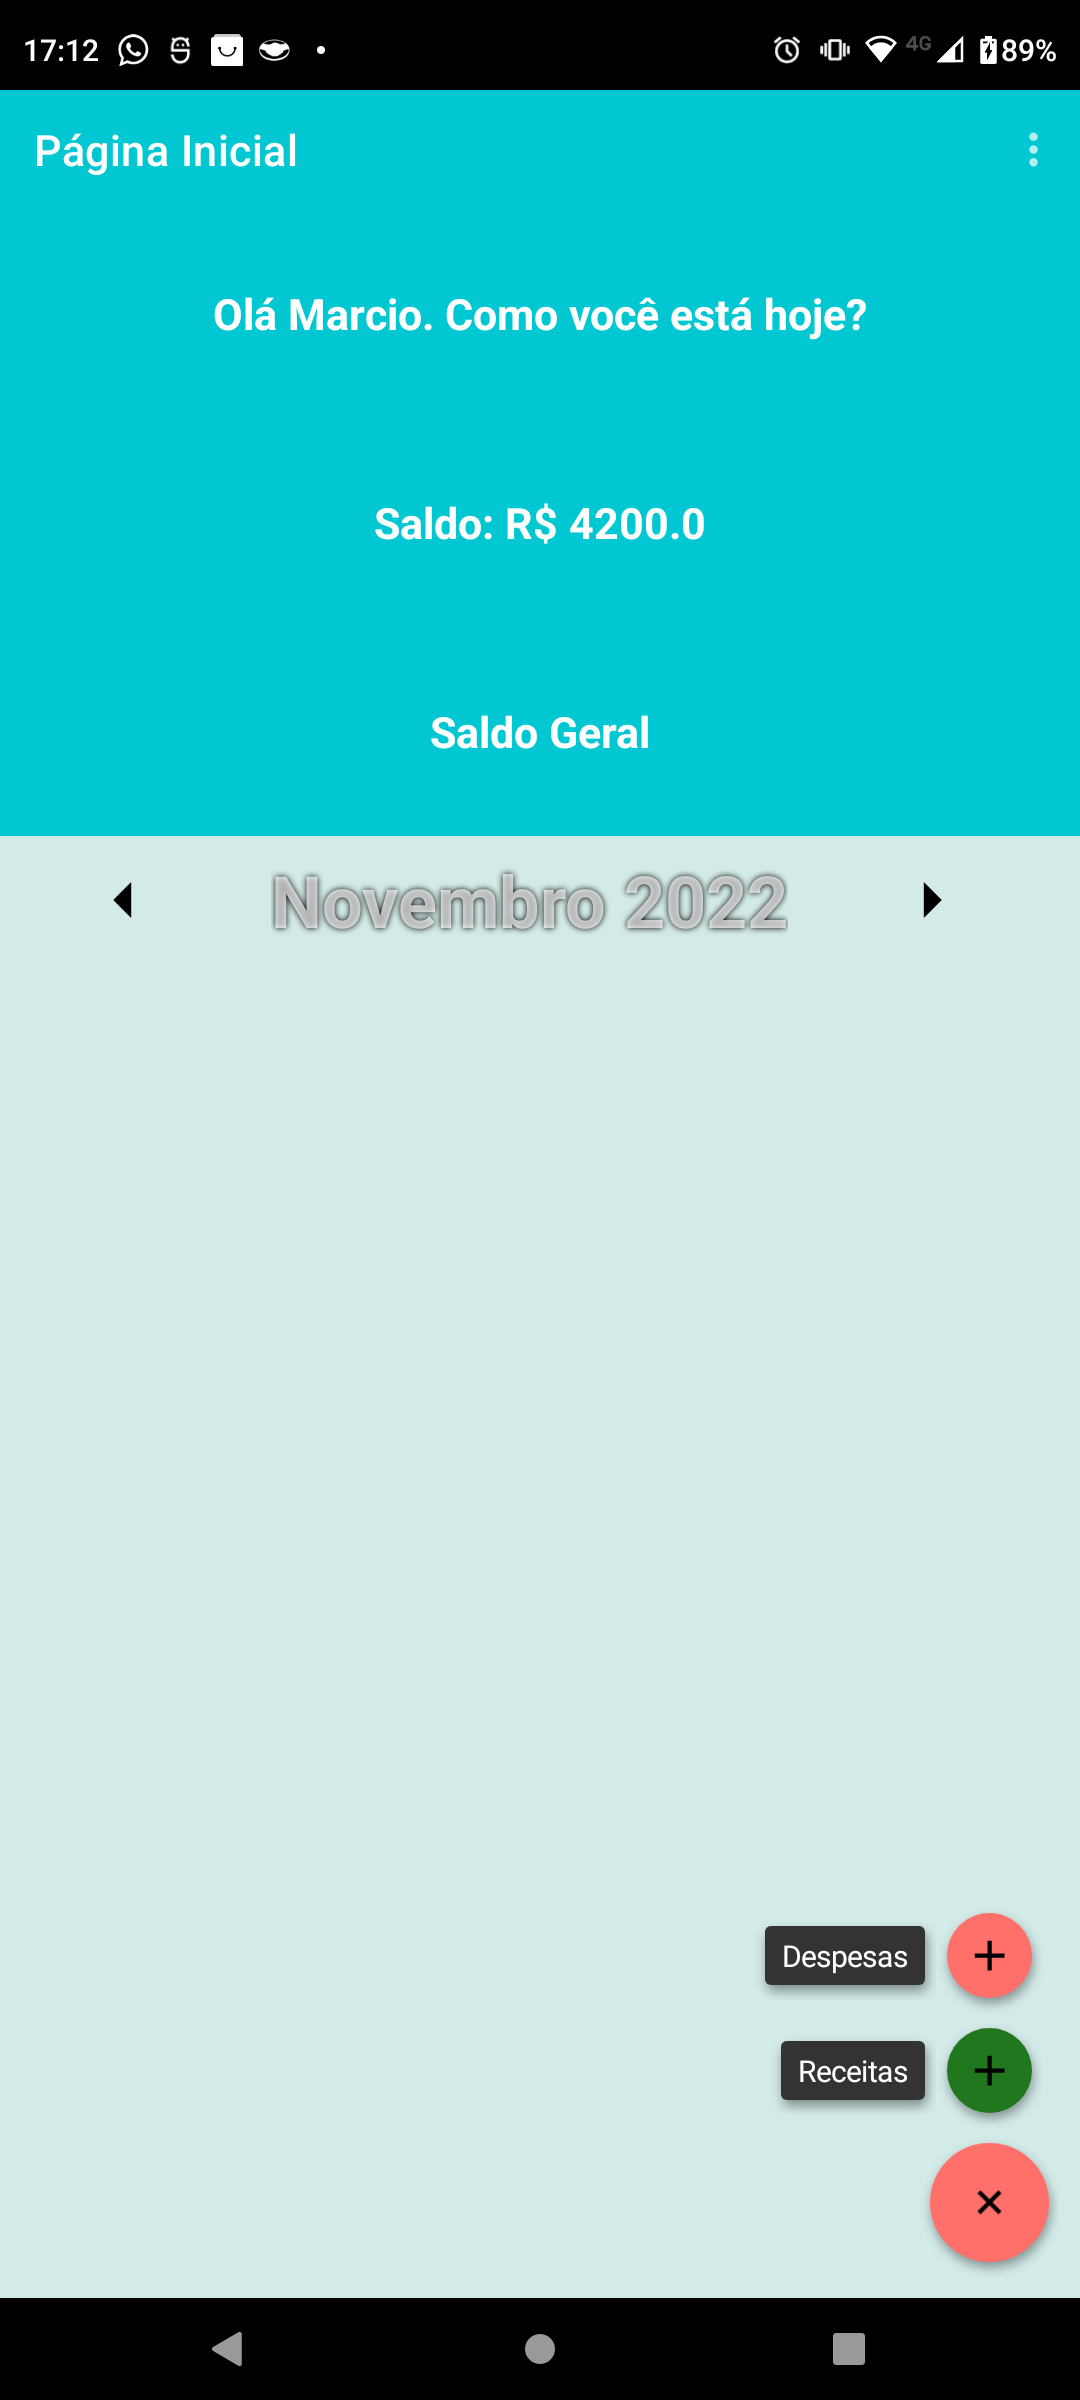 17:12 4G 89%
Página Inicial
Olá Marcio. Como você está hoje?
Saldo: R$ 4200.0
Saldo Geral
Novembro 2022
Despesas
Receitas